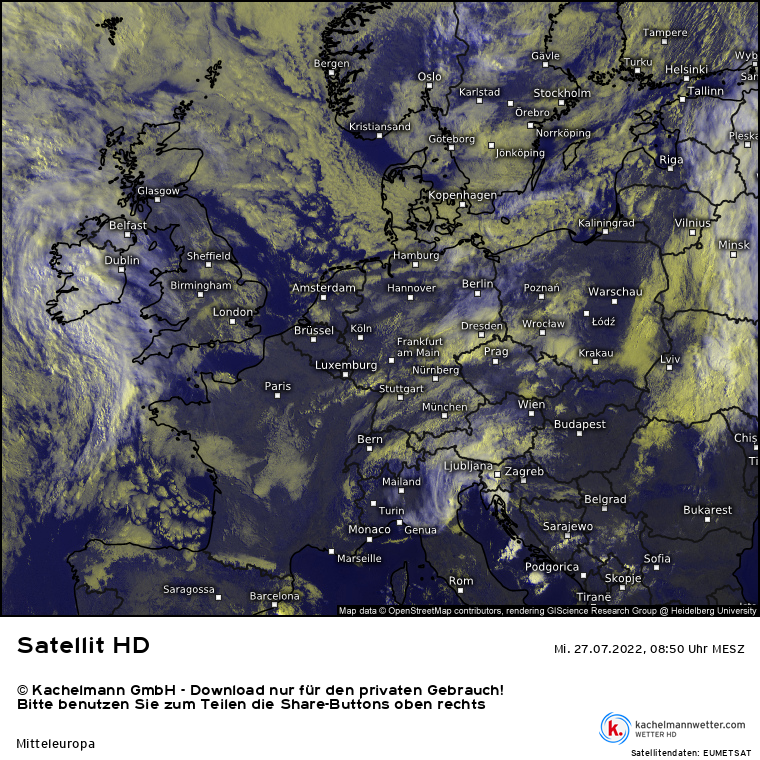 Tampere
Bergen
Gävle
Turku
Helsinki
Wyb
San
Oslo
Karlstad
Stockholm
Tallinn
Örebro
Kristiansand
Norrköping
Pleska
Göteborg
Jönköping
Riga
Glasgow
Kopenhagen
Belfast
Kaliningrad
Vilnius
Minsk
Dublin
Sheffield
Hamburg
Birmingham
Amsterdam
Hannover
Berlin
Poznań
Warschau
London
Brüssel
Köln
Dresden
Wrocław
Łódź
Frankfurt
am Main
Prag
Krakau
Lviv
Luxemburg
Nürnberg
Paris
Stuttgart
München
Wien
Budapest
Bern
Chiş
Ti
Ljubljana
Zagreb
Mailand
Belgrad
Turin
Bukarest
Monaco
Genua
Sarajewo
Marseille
Podgorica
Sofia
Skopje
Saragossa
Barcelona
Rom
Tiranë
Map data © OpenStreetMap contributors, rendering GIScience Research Group @ Heidelberg University
Satellit HD
Mi. 27.07.2022, 08:50 Uhr MESZ
© Kachelmann GmbH - Download nur für den privaten Gebrauch!
Bitte benutzen Sie zum Teilen die Share-Buttons oben rechts
k.
kachelmannwetter.com
WETTER HD
Mitteleuropa
Satellitendaten: EUMETSAT